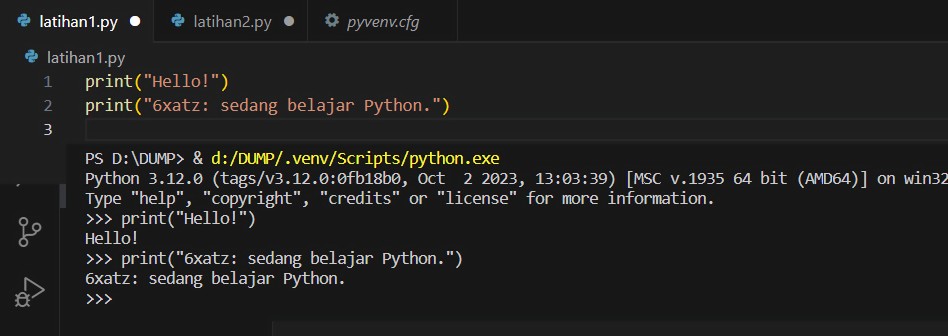 latihan1.py latihan2.py pyvenv.cfg
latihan1.py
1 print("Hello!")
2 print("6xatz: sedang belajar Python.")
3
PS D:\DUMP> & d:/DUMP/.venv/Scripts/python.exe
Python 3.12.0 (tags/v3.12.0:0fb18b0, Oct  2 2023, 13:03:39) [MSC v.1935 64 bit (AMD64)] on win32
Type "help", "copyright", "credits" or "license" for more information.
>>> print("Hello!")
Hello!
>>> print("6xatz: sedang belajar Python.")
6xatz: sedang belajar Python.
>>>